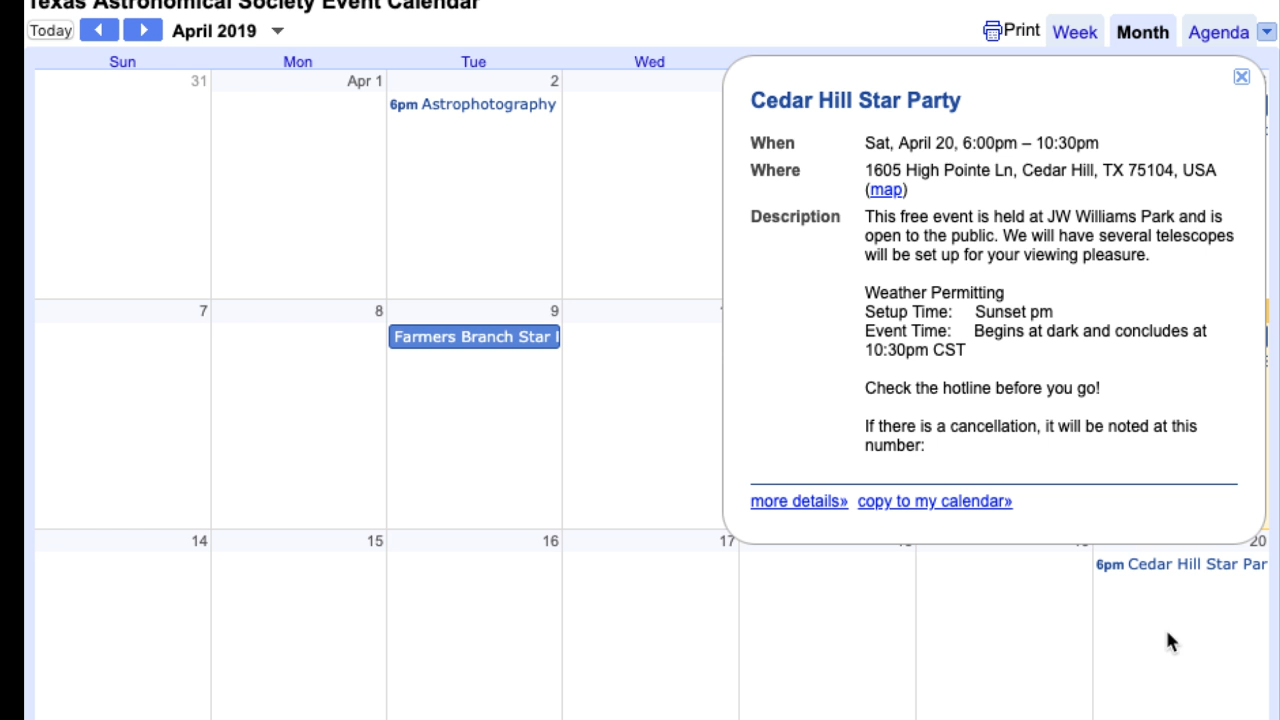 Texas Astronomical Society Event Calendar
Today
April 2019
Print
Week
Month
Agenda
Sun
Mon
Tue
Wed
31
Apr 1
2
6pm Astrophotography
7
8
9
Farmers Branch Star
14
15
16
17
20
6pm Cedar Hill Star Par
Cedar Hill Star Party
When
Sat, April 20, 6:00pm – 10:30pm
Where
1605 High Pointe Ln, Cedar Hill, TX 75104, USA
(map)
Description
This free event is held at JW Williams Park and is
open to the public. We will have several telescopes
will be set up for your viewing pleasure.
Weather Permitting
Setup Time: Sunset pm
Event Time: Begins at dark and concludes at
10:30pm CST
Check the hotline before you go!
If there is a cancellation, it will be noted at this
number:
more details» copy to my calendar»